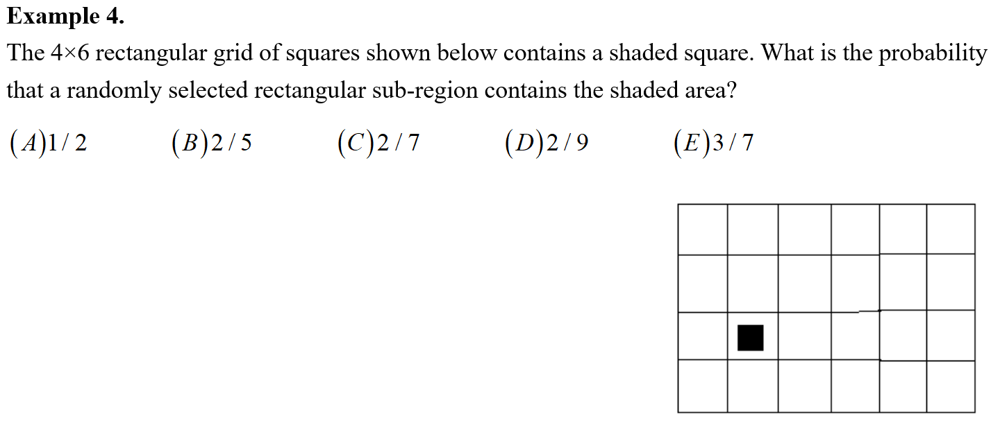 Example 4.
The 4×6 rectangular grid of squares shown below contains a shaded square. What is the probability
that a randomly selected rectangular sub-region contains the shaded area?
(A)1/2 (B)2/5 (C)2/7 (D)2/9 (E)3/7